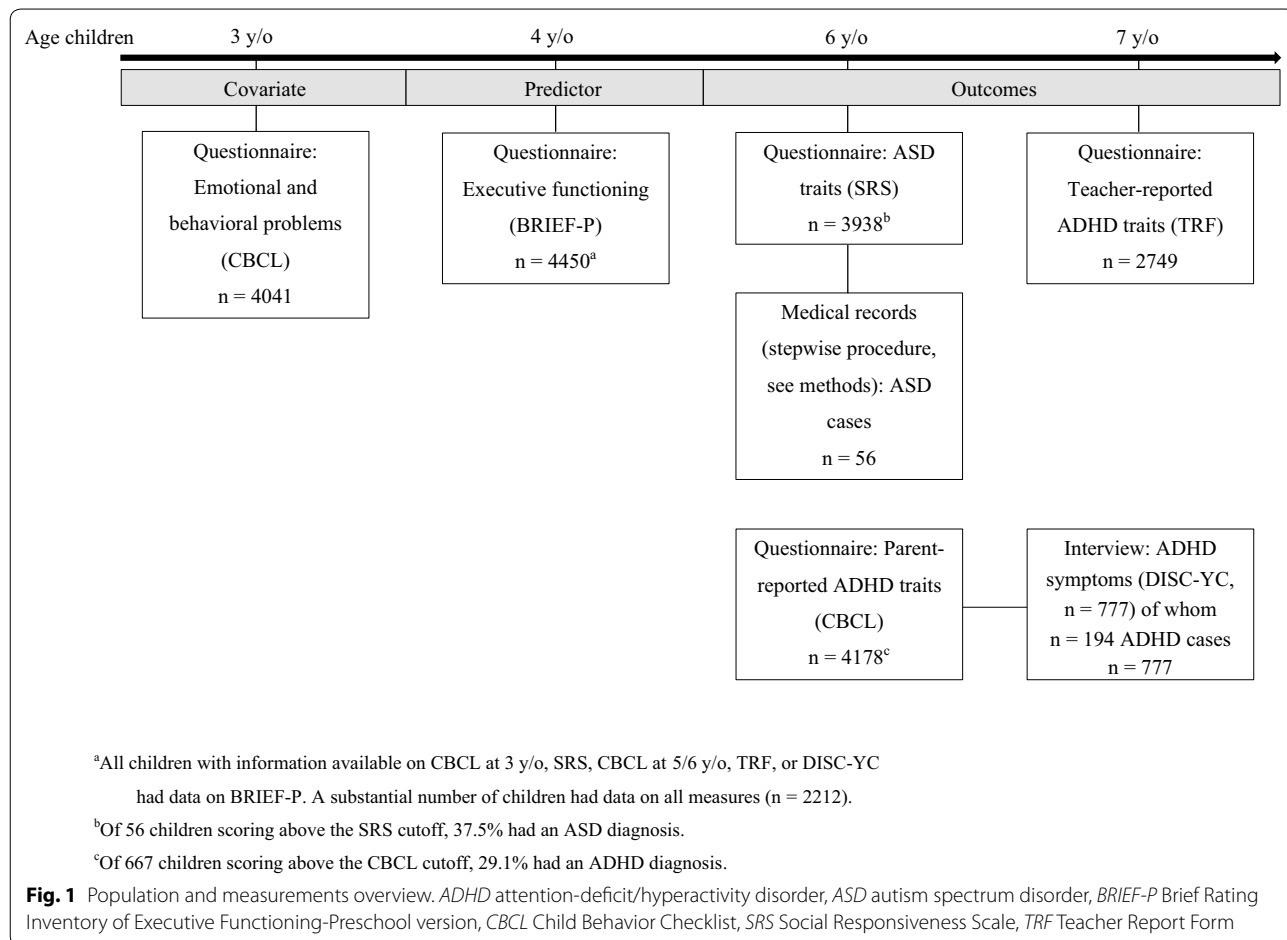 Age children 3 y/o 4 y/o 6 y/o 7 y/o
Covariate Predictor Outcomes
Questionnaire:
Emotional and
behavioral problems
(CBCL)
n = 4041
Questionnaire:
Executive functioning
(BRIEF-P)
n = 4450a
Questionnaire: ASD
traits (SRS)
n = 3938b
Questionnaire:
Teacher-reported
ADHD traits (TRF)
n = 2749
Medical records
(stepwise procedure,
see methods): ASD
cases
n = 56
Questionnaire: Parent-
reported ADHD traits
(CBCL)
n = 4178c
Interview: ADHD
symptoms (DISC-YC,
n = 777) of whom
n = 194 ADHD cases
n = 777
aAll children with information available on CBCL at 3 y/o, SRS, CBCL at 5/6 y/o, TRF, or DISC-YC
had data on BRIEF-P. A substantial number of children had data on all measures (n = 2212).
bOf 56 children scoring above the SRS cutoff, 37.5% had an ASD diagnosis.
cOf 667 children scoring above the CBCL cutoff, 29.1% had an ADHD diagnosis.
Fig. 1 Population and measurements overview. ADHD attention-deficit/hyperactivity disorder, ASD autism spectrum disorder, BRIEF-P Brief Rating
Inventory of Executive Functioning-Preschool version, CBCL Child Behavior Checklist, SRS Social Responsiveness Scale, TRF Teacher Report Form